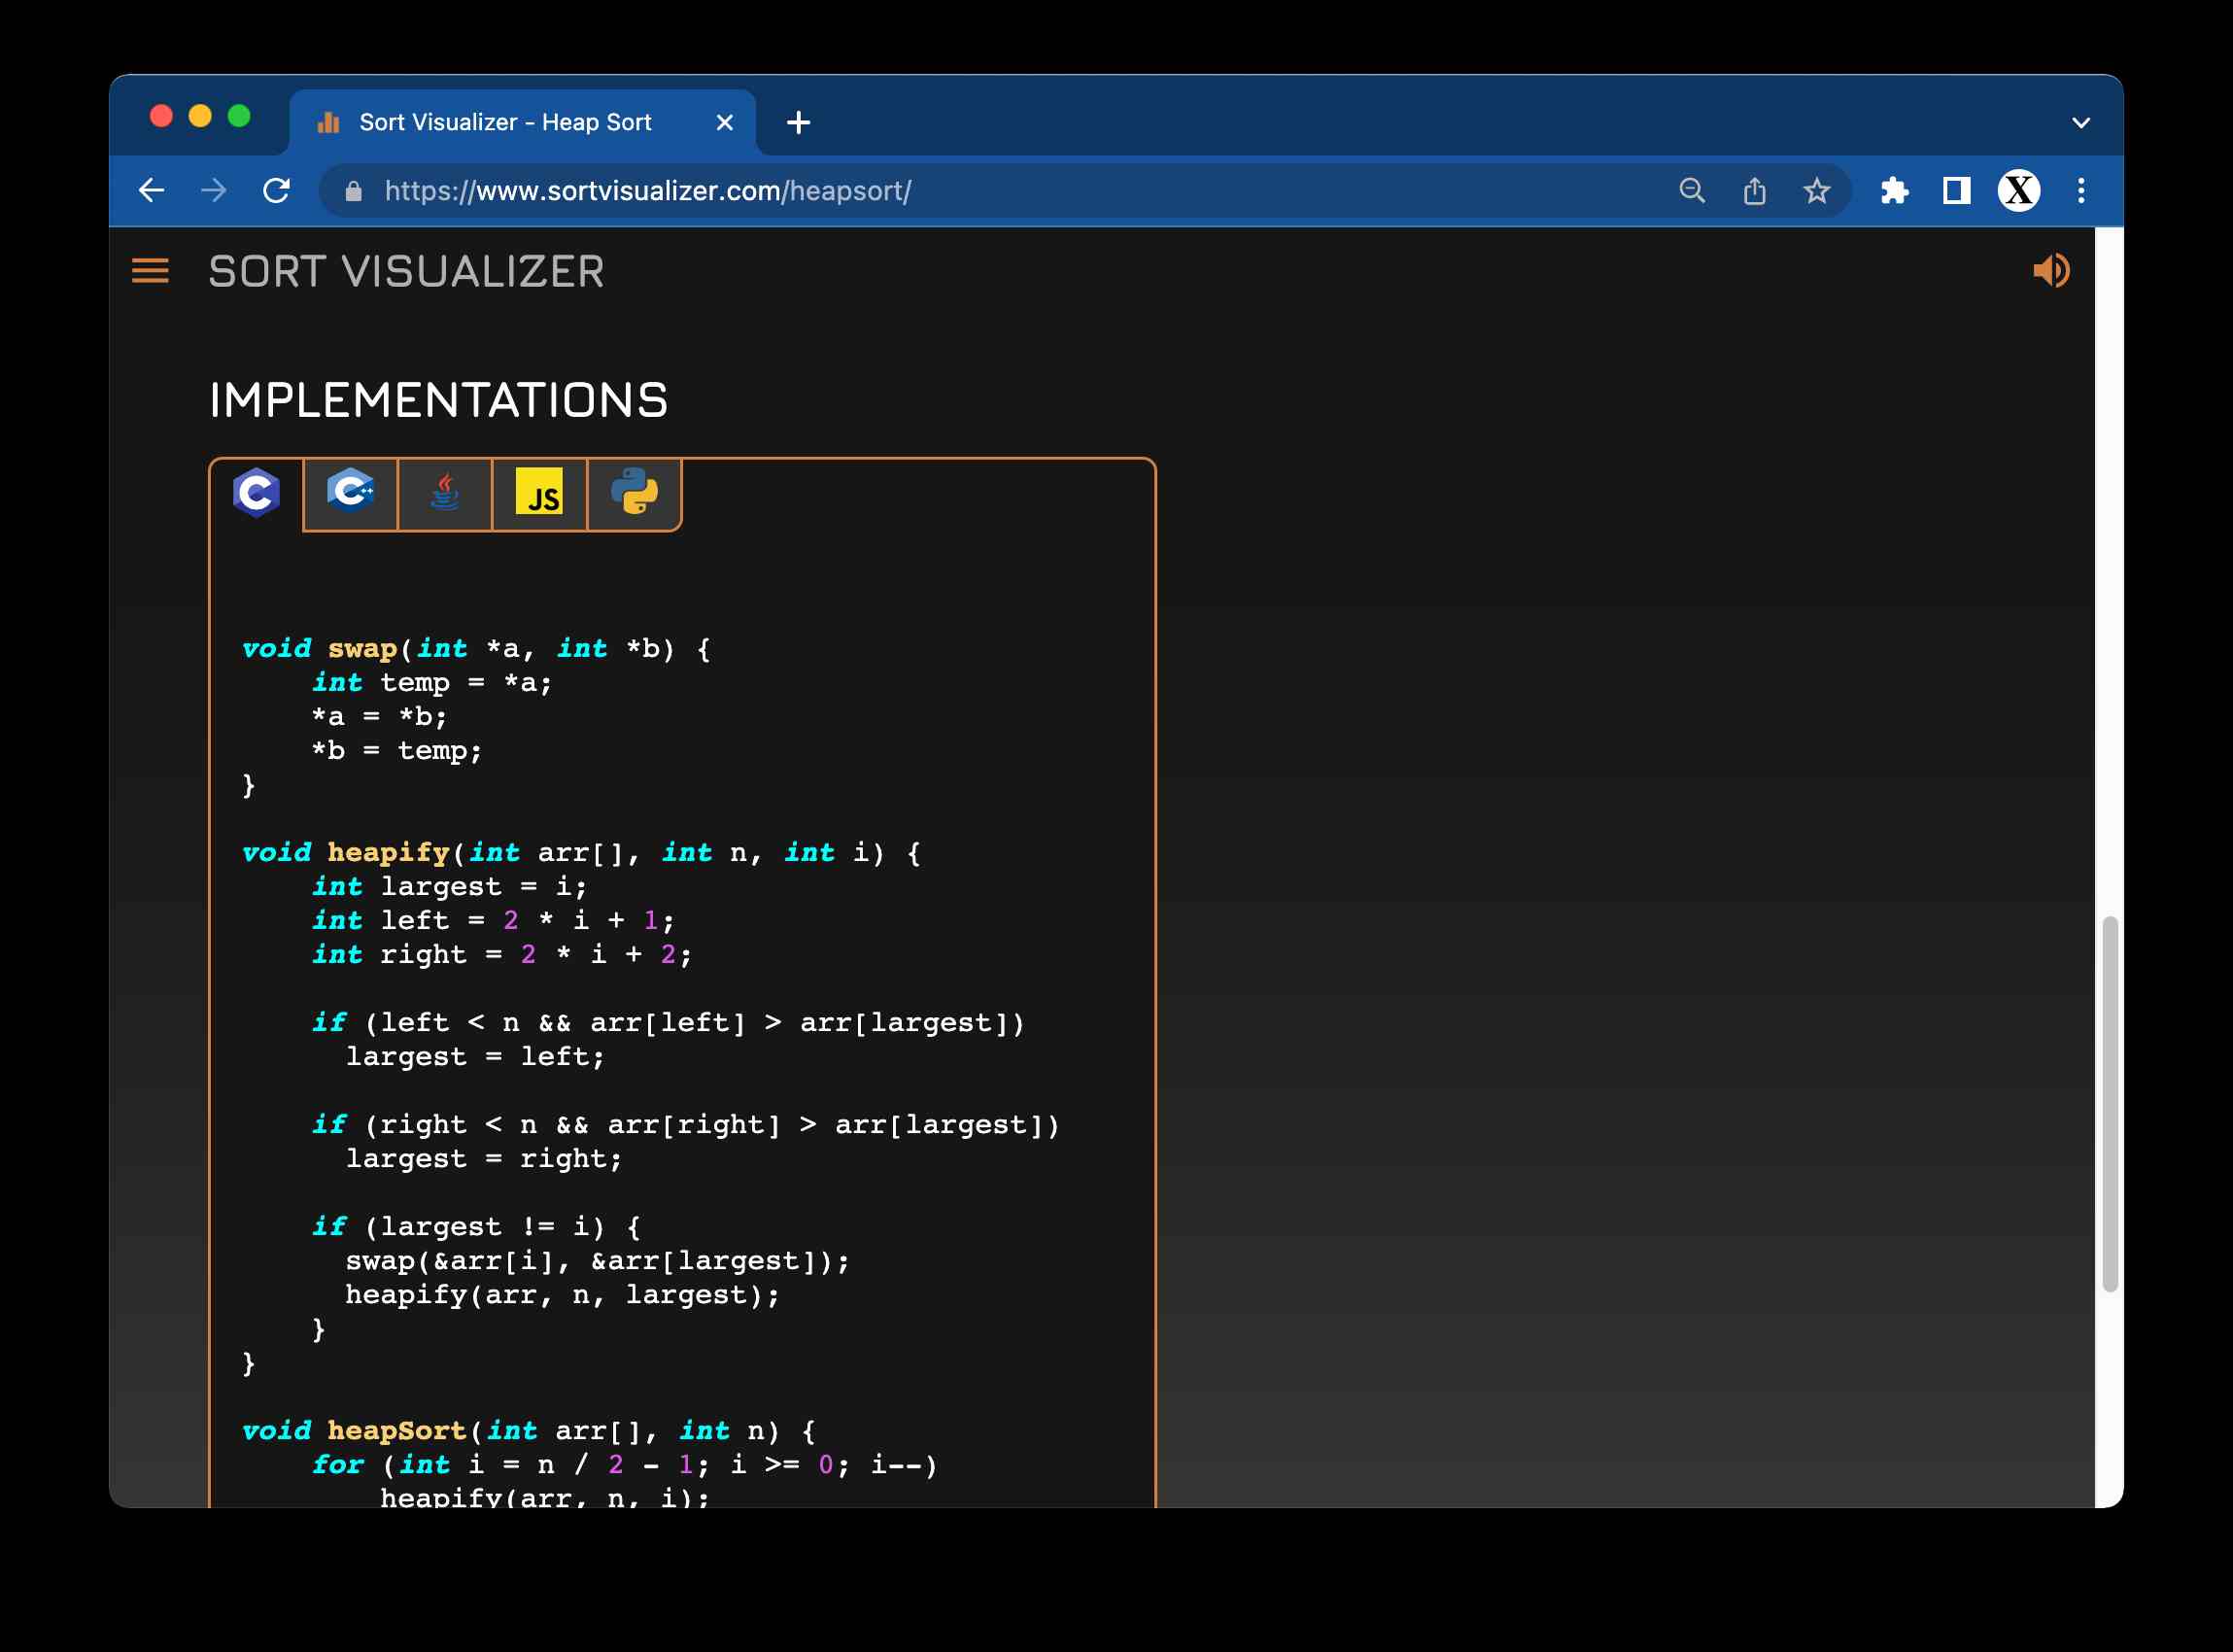 Sort Visualizer - Heap Sort
https://www.sortvisualizer.com/heapsort/
X
SORT VISUALIZER
IMPLEMENTATIONS
C C++ JS
void swap(int *a, int *b) {
    int temp = *a;
    *a = *b;
    *b = temp;
}
void heapify(int arr[], int n, int i) {
    int largest = i;
    int left = 2 * i + 1;
    int right = 2 * i + 2;
    if (left < n && arr[left] > arr[largest])
      largest = left;
    if (right < n && arr[right] > arr[largest])
      largest = right;
    if (largest != i) {
      swap(&arr[i], &arr[largest]);
      heapify(arr, n, largest);
    }
}
void heapSort(int arr[], int n) {
    for (int i = n / 2 - 1; i >= 0; i--)
        heapify(arr, n, i);